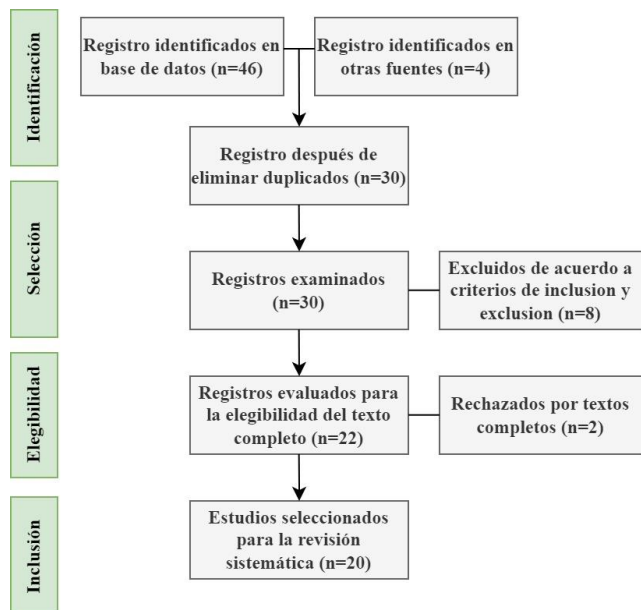 Identificación
Registro identificados en
base de datos (n=46)
Registro identificados en
otras fuentes (n=4)
Registro después de
eliminar duplicados (n=30)
Selección
Registros examinados
(n=30)
Excluidos de acuerdo a
criterios de inclusion y
exclusion (n=8)
Elegibilidad
Registros evaluados para
la elegibilidad del texto
completo (n=22)
Rechazados por textos
completos (n=2)
Inclusión
Estudios seleccionados
para la revisión
sistemática (n=20)